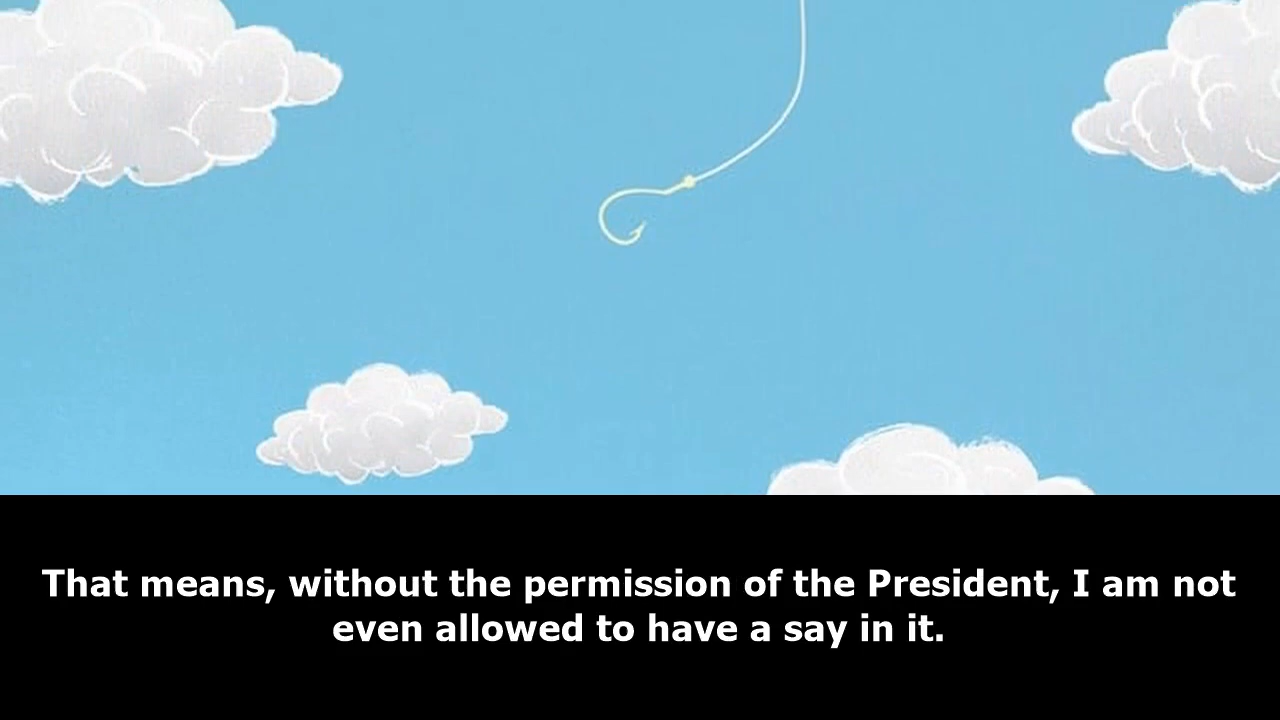 That means, without the permission of the President, I am not
even allowed to have a say in it.